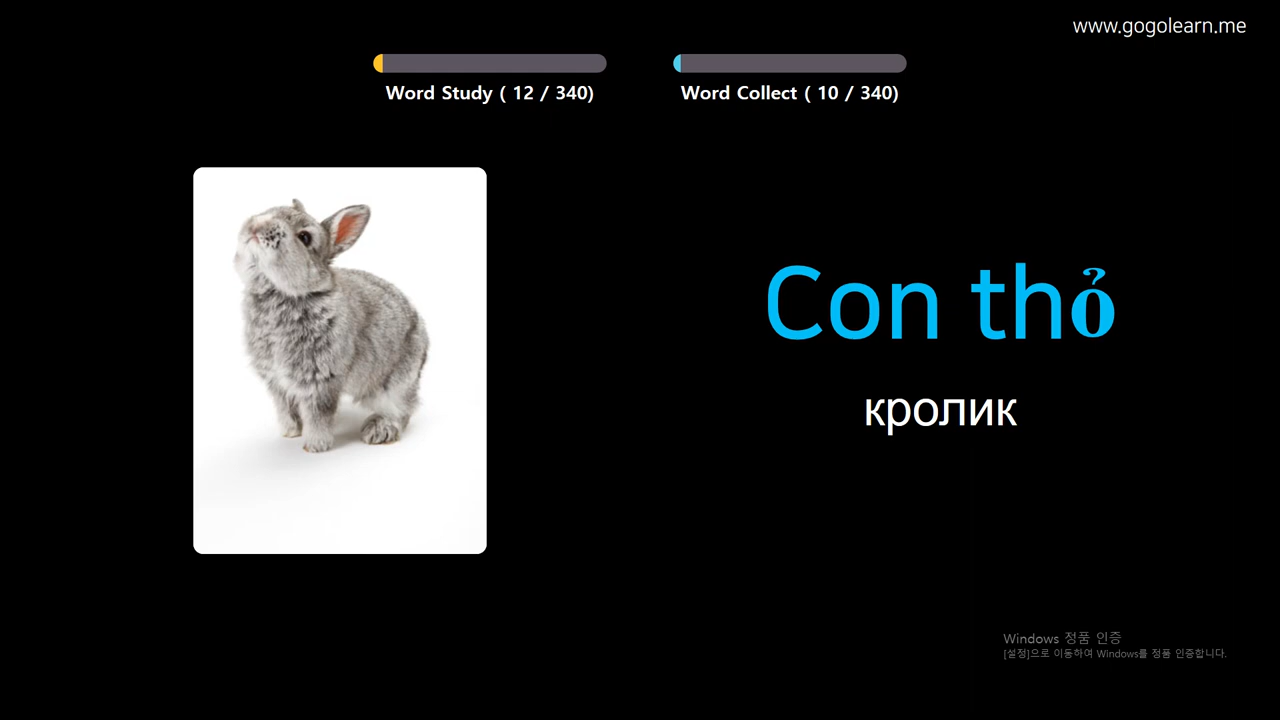 www.gogolearn.me
Word Study ( 12 / 340)
Word Collect ( 10 / 340)
Con thỏ
кролик
Windows 정품 인증
[설정]으로 이동하여 Windows를 정품 인증합니다.